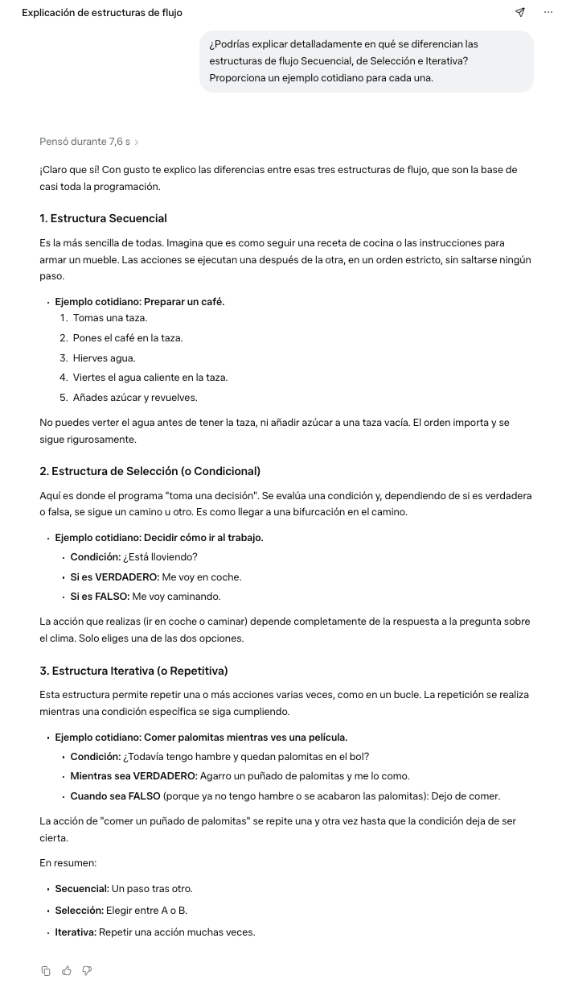 Explicación de estructuras de flujo
¿Podrías explicar detalladamente en qué se diferencian las
estructuras de flujo Secuencial, de Selección e Iterativa?
Proporciona un ejemplo cotidiano para cada una.
Pensó durante 7,6 s
¡Claro que sí! Con gusto te explico las diferencias entre esas tres estructuras de flujo, que son la base de
casi toda la programación.
1. Estructura Secuencial
Es la más sencilla de todas. Imagina que es como seguir una receta de cocina o las instrucciones para
armar un mueble. Las acciones se ejecutan una después de la otra, en un orden estricto, sin saltarse ningún
paso.
· Ejemplo cotidiano: Preparar un café.
1. Tomas una taza.
2. Pones el café en la taza.
3. Hierves agua.
4. Viertes el agua caliente en la taza.
5. Añades azúcar y revuelves.
No puedes verter el agua antes de tener la taza, ni añadir azúcar a una taza vacía. El orden importa y se
sigue rigurosamente.
2. Estructura de Selección (o Condicional)
Aquí es donde el programa "toma una decisión". Se evalúa una condición y, dependiendo de si es verdadera
o falsa, se sigue un camino u otro. Es como llegar a una bifurcación en el camino.
· Ejemplo cotidiano: Decidir cómo ir al trabajo.
· Condición: ¿Está lloviendo?
· Si es VERDADERO: Me voy en coche.
· Si es FALSO: Me voy caminando.
La acción que realizas (ir en coche o caminar) depende completamente de la respuesta a la pregunta sobre
el clima. Solo eliges una de las dos opciones.
3. Estructura Iterativa (o Repetitiva)
Esta estructura permite repetir una o más acciones varias veces, como en un bucle. La repetición se realiza
mientras una condición específica se siga cumpliendo.
· Ejemplo cotidiano: Comer palomitas mientras ves una película.
· Condición: ¿Todavía tengo hambre y quedan palomitas en el bol?
· Mientras sea VERDADERO: Agarro un puñado de palomitas y me lo como.
· Cuando sea FALSO (porque ya no tengo hambre o se acabaron las palomitas): Dejo de comer.
La acción de "comer un puñado de palomitas" se repite una y otra vez hasta que la condición deja de ser
cierta.
En resumen:
· Secuencial: Un paso tras otro.
· Selección: Elegir entre A o B.
· Iterativa: Repetir una acción muchas veces.